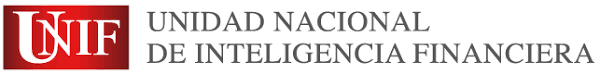 UNIF
UNIDAD NACIONAL
DE INTELIGENCIA FINANCIERA